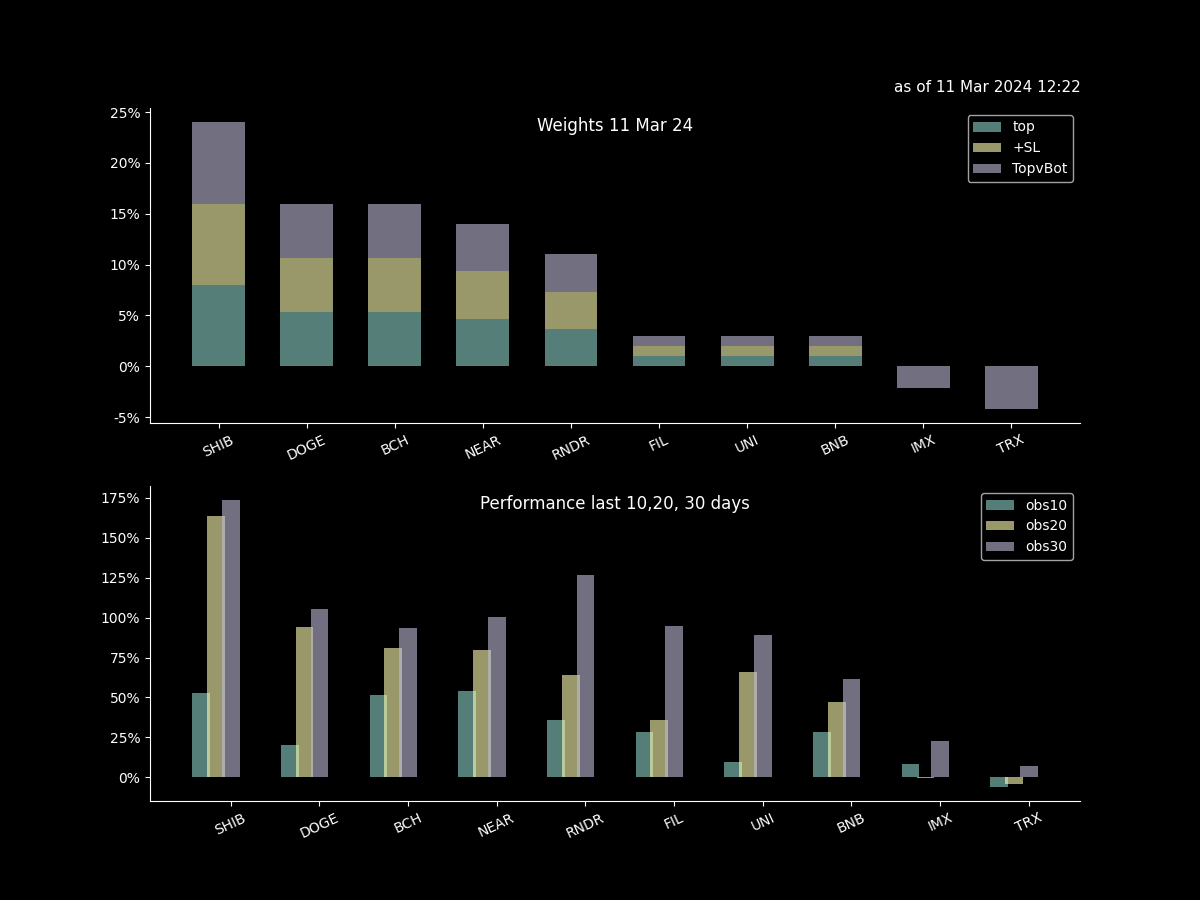 as of 11 Mar 2024 12:22
Weights 11 Mar 24
25%
20%
15%
10%
5%
0%
-5%
top
+SL
TopvBot
SHIB DOGE BCH NEAR RNDR FIL UNI BNB IMX TRX
Performance last 10,20, 30 days
175%
150%
125%
100%
75%
50%
25%
0%
obs10
obs20
obs30
SHIB DOGE BCH NEAR RNDR FIL UNI BNB IMX TRX